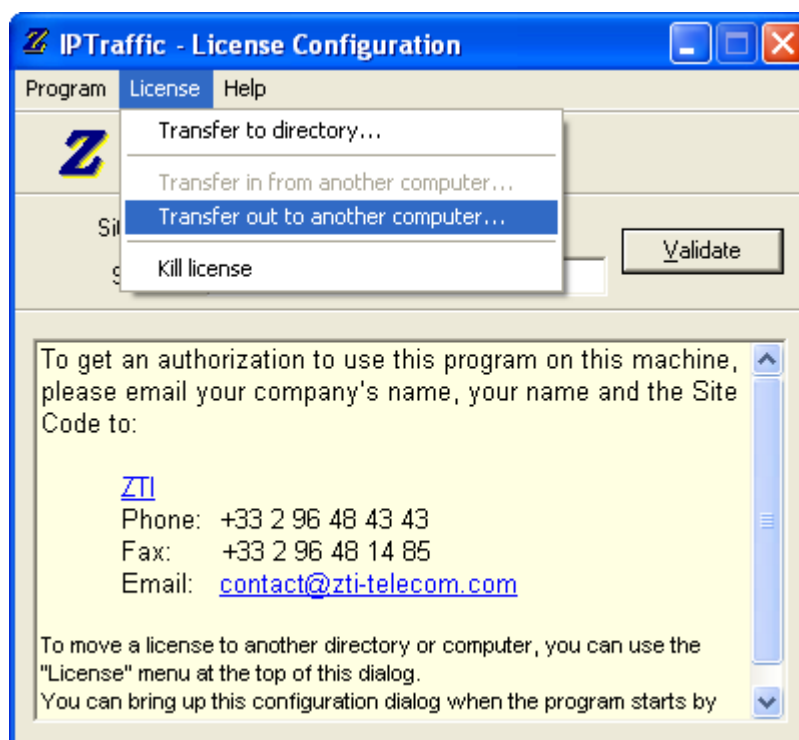 IPTraffic - License Configuration
Program License Help
Z
Transfer to directory...
Transfer in from another computer...
Transfer out to another computer...
Kill license
Validate
To get an authorization to use this program on this machine,
please email your company's name, your name and the Site
Code to:
ZTI
Phone: +33 2 96 48 43 43
Fax: +33 2 96 48 14 85
Email: contact@zti-telecom.com
To move a license to another directory or computer, you can use the
"License" menu at the top of this dialog.
You can bring up this configuration dialog when the program starts by